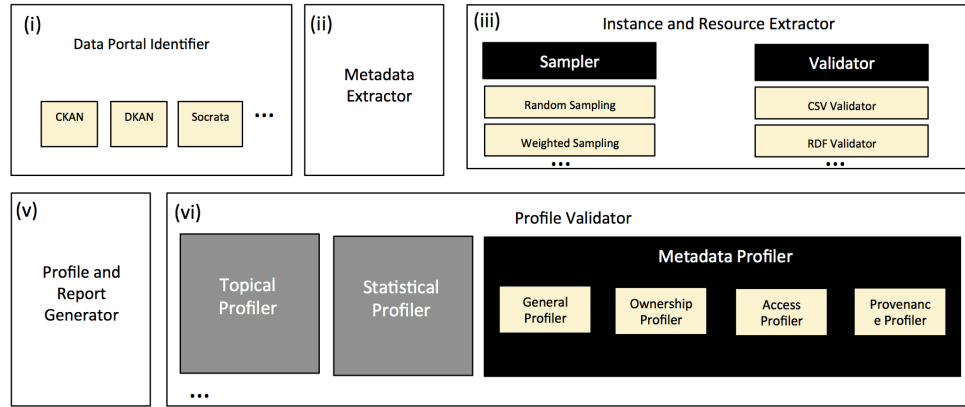 (i)
Data Portal Identifier
CKAN
DKAN
Socrata
...
(ii)
Metadata
Extractor
(iii)
Instance and Resource Extractor
Sampler
Random Sampling
Weighted Sampling
...
Validator
CSV Validator
RDF Validator
...
(v)
Profile and
Report
Generator
(vi)
Profile Validator
Topical
Profiler
...
Statistical
Profiler
Metadata Profiler
General
Profiler
Ownership
Profiler
Access
Profiler
Provenanc
e Profiler